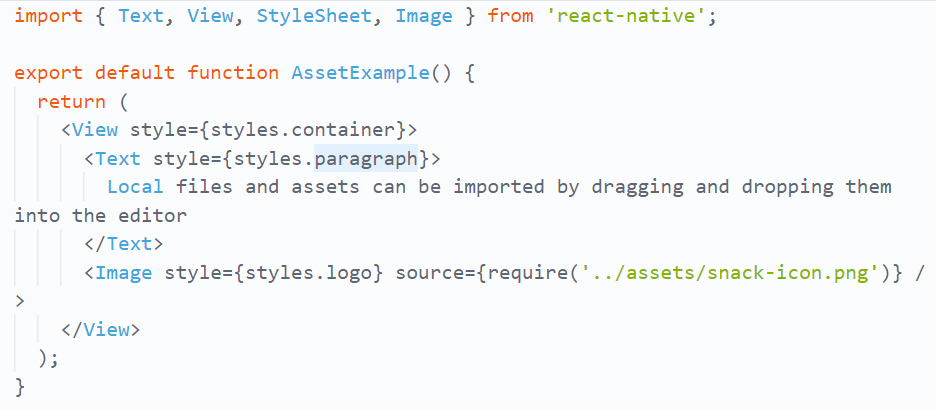 import { Text, View, StyleSheet, Image } from 'react-native';

export default function AssetExample() {
  return (
    <View style={styles.container}>
      <Text style={styles.paragraph}>
        Local files and assets can be imported by dragging and dropping them
into the editor
      </Text>
      <Image style={styles.logo} source={require('../assets/snack-icon.png')} /
>
    </View>
  );
}